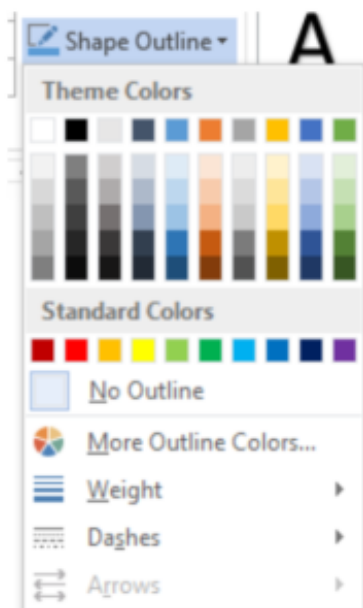 Shape Outline A
Theme Colors
Standard Colors
No Outline
More Outline Colors...
Weight
Dashes
Arrows